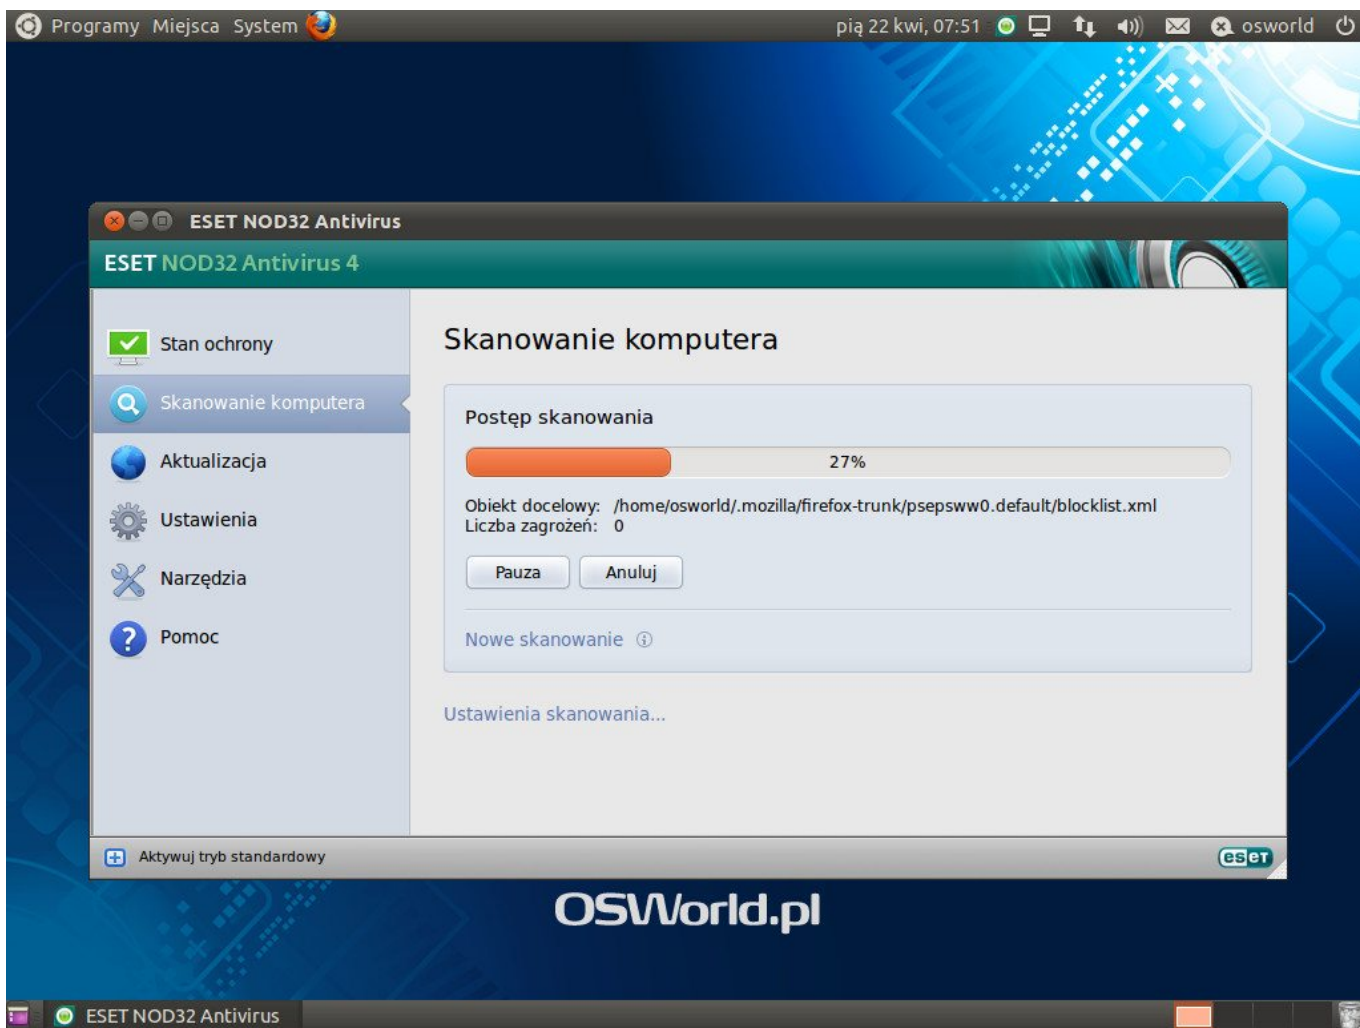 Programy Miejsca System pią 22 kwi, 07:51 osworld
ESET NOD32 Antivirus
ESET NOD32 Antivirus 4
Stan ochrony
Skanowanie komputera
Aktualizacja
Ustawienia
Narzędzia
Pomoc
Skanowanie komputera
Postęp skanowania
27%
Obiekt docelowy: /home/osworld/.mozilla/firefox-trunk/psepsww0.default/blocklist.xml
Liczba zagrożeń: 0
Pauza Anuluj
Nowe skanowanie
Ustawienia skanowania...
Aktywuj tryb standardowy
eseT
OSWorld.pl
ESET NOD32 Antivirus